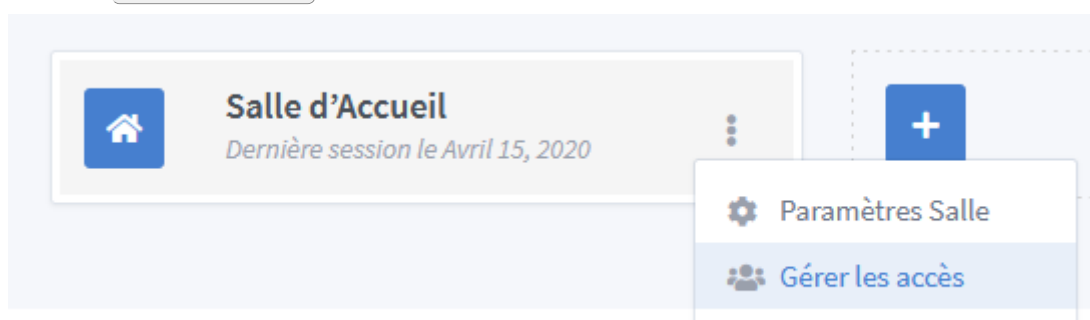 Salle d’Accueil
Dernière session le Avril 15, 2020
Paramètres Salle
Gérer les accès